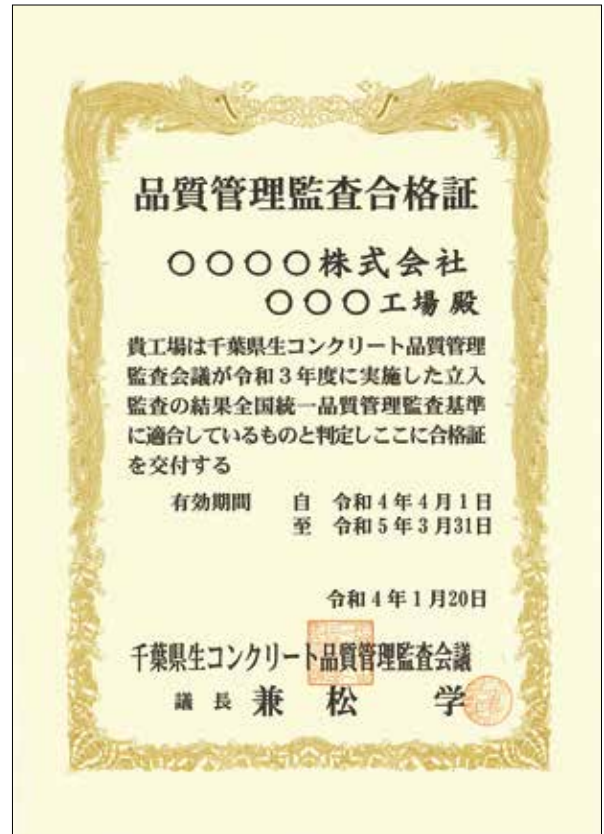 品質管理監査合格証
〇〇〇〇株式会社
〇〇〇工場殿
貴工場は千葉県生コンクリート品質管理
監査会議が令和3年度に実施した立入
監査の結果全国統一品質管理監査基準
に適合しているものと判定しここに合格証
を交付する
有効期間 自 令和4年4月1日
至 令和5年3月31日
令和4年1月20日
千葉県生コンクリート品質管理監査会議
議長 兼松 学